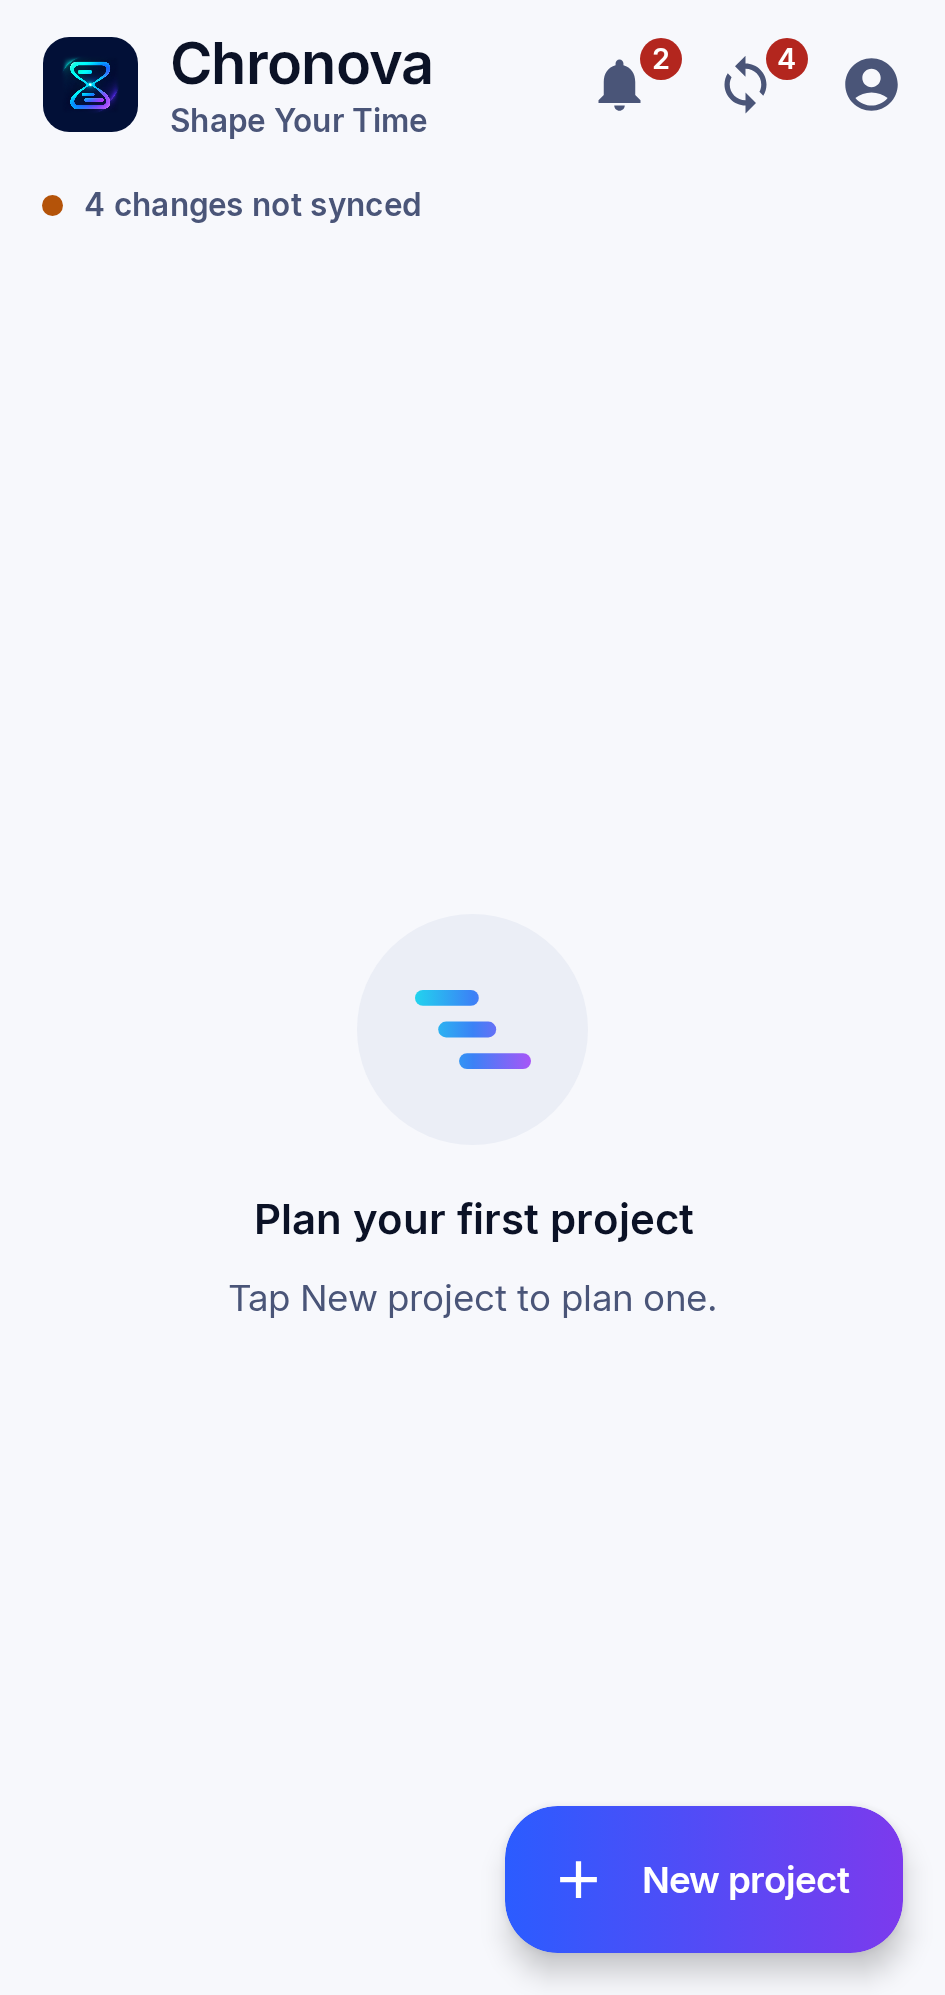 Chronova
Shape Your Time
2
4
4 changes not synced
Plan your first project
Tap New project to plan one.
New project